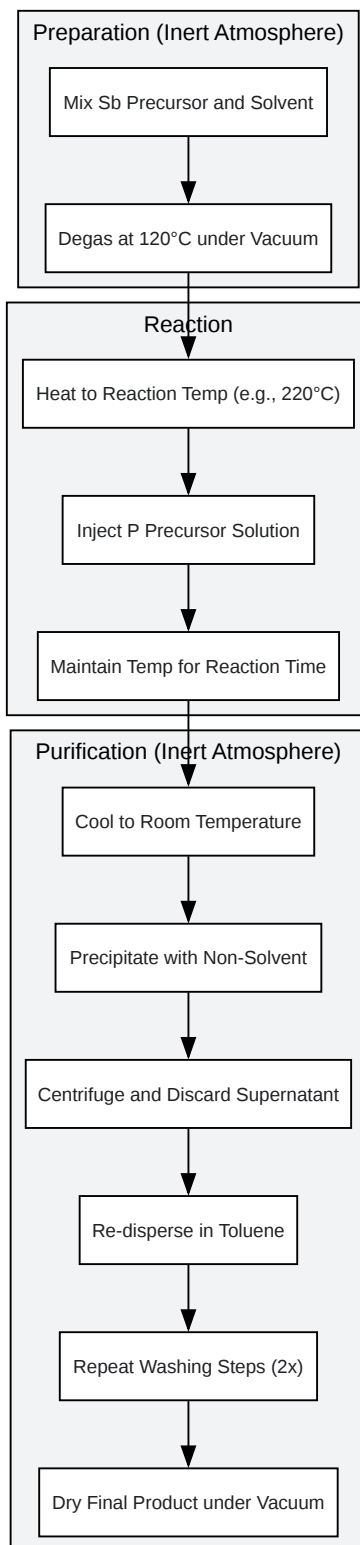 Preparation (Inert Atmosphere)
Mix Sb Precursor and Solvent
Degas at 120°C under Vacuum
Reaction
Heat to Reaction Temp (e.g., 220°C)
Inject P Precursor Solution
Maintain Temp for Reaction Time
Purification (Inert Atmosphere)
Cool to Room Temperature
Precipitate with Non-Solvent
Centrifuge and Discard Supernatant
Re-disperse in Toluene
Repeat Washing Steps (2x)
Dry Final Product under Vacuum